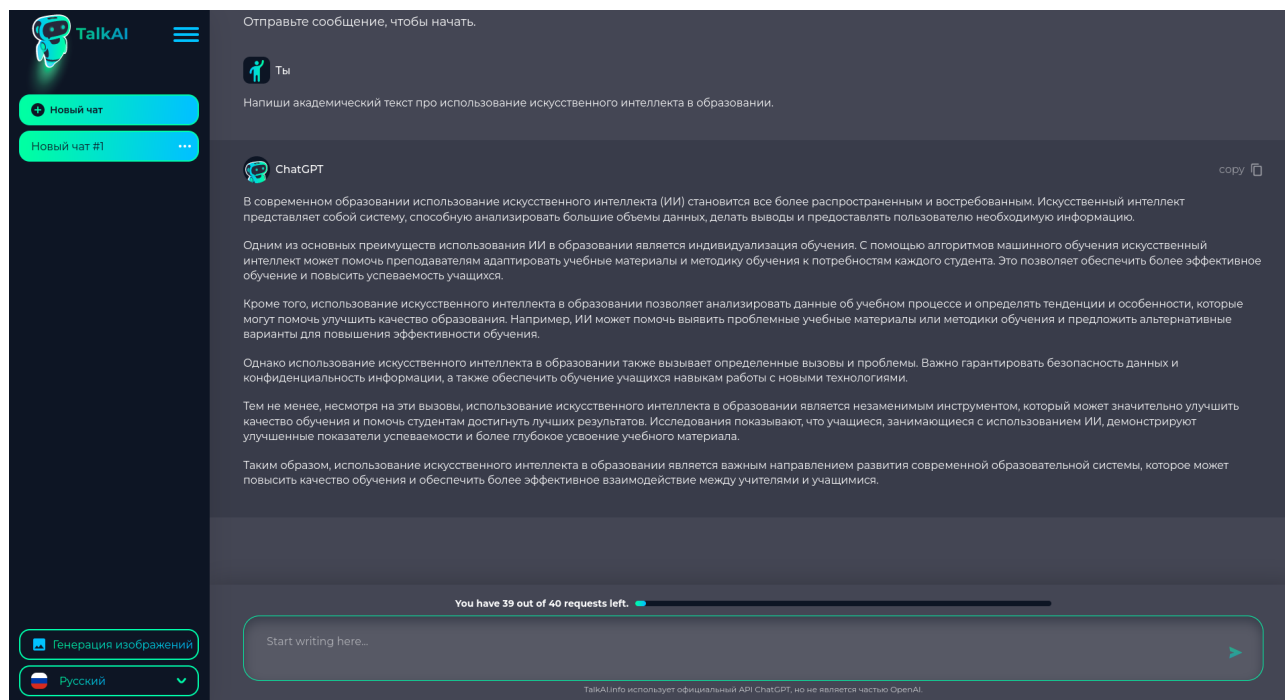 TalkAI
Новый чат
Новый чат #1
Генерация изображений
Русский
Отправьте сообщение, чтобы начать.
Ты
Напиши академический текст про использование искусственного интеллекта в образовании.
ChatGPT
copy
В современном образовании использование искусственного интеллекта (ИИ) становится все более распространенным и востребованным. Искусственный интеллект
представляет собой систему, способную анализировать большие объемы данных, делать выводы и предоставлять пользователю необходимую информацию.
Одним из основных преимуществ использования ИИ в образовании является индивидуализация обучения. С помощью алгоритмов машинного обучения искусственный
интеллект может помочь преподавателям адаптировать учебные материалы и методику обучения к потребностям каждого студента. Это позволяет обеспечить более эффективное
обучение и повысить успеваемость учащихся.
Кроме того, использование искусственного интеллекта в образовании позволяет анализировать данные об учебном процессе и определять тенденции и особенности, которые
могут помочь улучшить качество образования. Например, ИИ может помочь выявить проблемные учебные материалы или методики обучения и предложить альтернативные
варианты для повышения эффективности обучения.
Однако использование искусственного интеллекта в образовании также вызывает определенные вызовы и проблемы. Важно гарантировать безопасность данных и
конфиденциальность информации, а также обеспечить обучение учащихся навыкам работы с новыми технологиями.
Тем не менее, несмотря на эти вызовы, использование искусственного интеллекта в образовании является незаменимым инструментом, который может значительно улучшить
качество обучения и помочь студентам достигнуть лучших результатов. Исследования показывают, что учащиеся, занимающиеся с использованием ИИ, демонстрируют
улучшенные показатели успеваемости и более глубокое усвоение учебного материала.
Таким образом, использование искусственного интеллекта в образовании является важным направлением развития современной образовательной системы, которое может
повысить качество обучения и обеспечить более эффективное взаимодействие между учителями и учащимися.
You have 39 out of 40 requests left.
Start writing here...
TalkAI.info использует официальный API ChatGPT, но не является частью OpenAI.